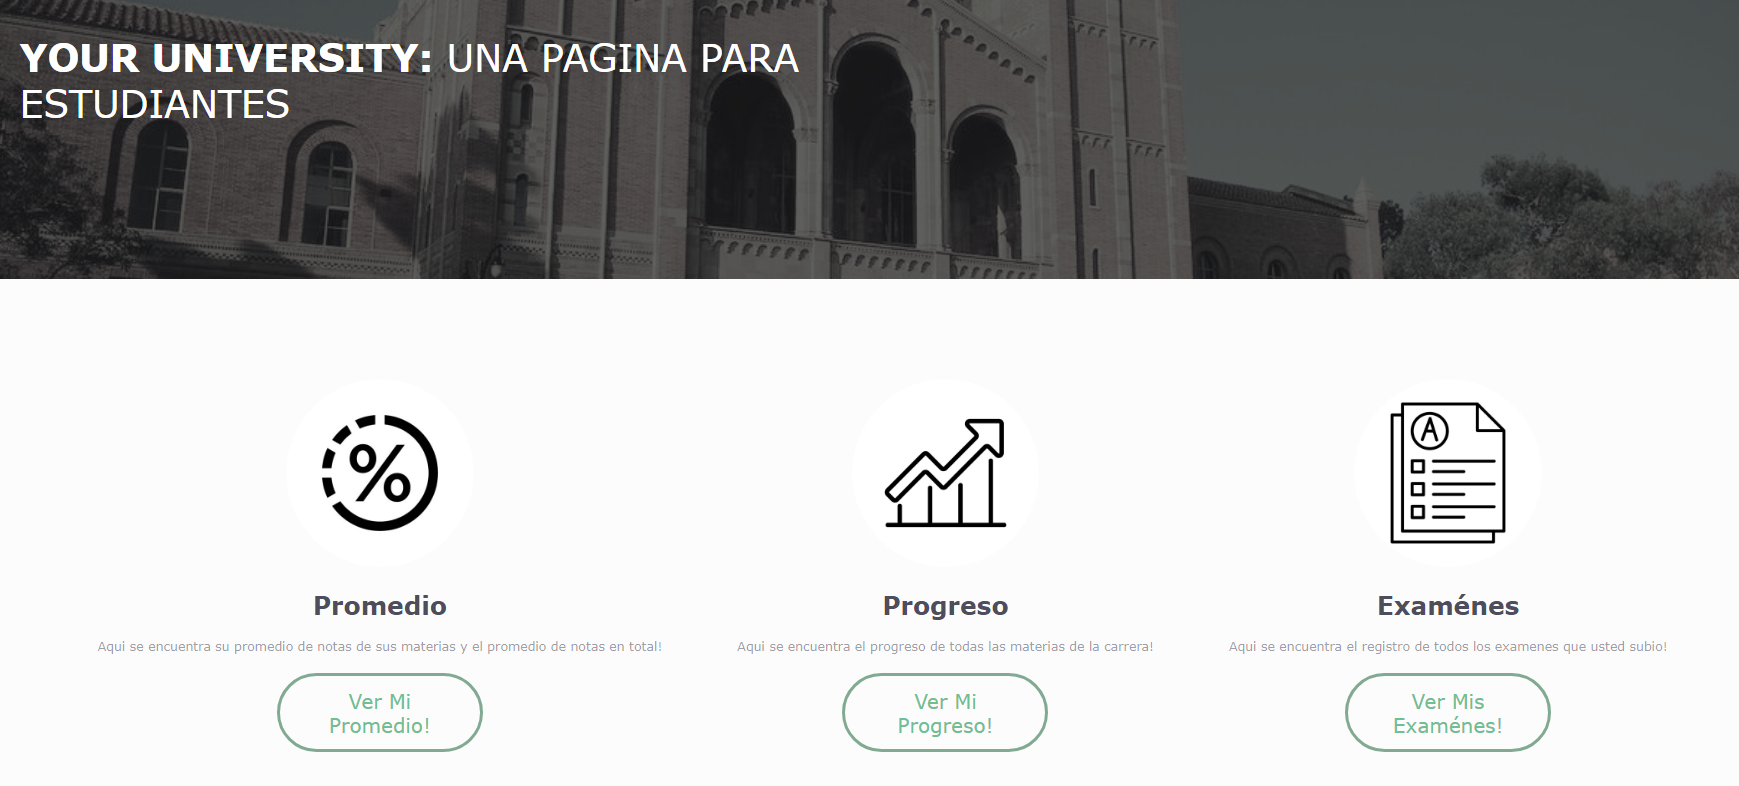 YOUR UNIVERSITY: UNA PAGINA PARA
ESTUDIANTES
%
A
Promedio
Aqui se encuentra su promedio de notas de sus materias y el promedio de notas en total!
Ver Mi
Promedio!
Progreso
Aqui se encuentra el progreso de todas las materias de la carrera!
Ver Mi
Progreso!
Examénes
Aqui se encuentra el registro de todos los examenes que usted subio!
Ver Mis
Examénes!